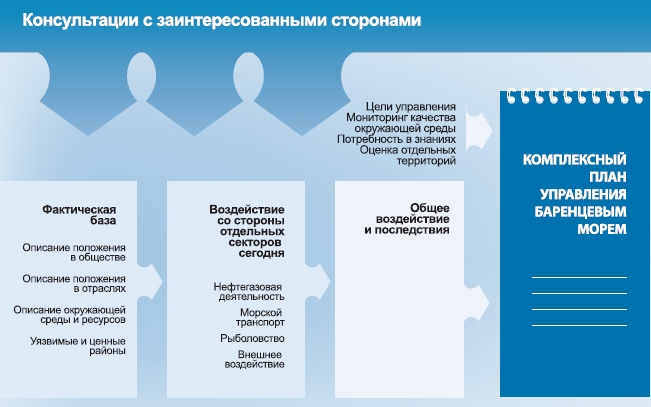 Консультации с заинтересованными сторонами
Цели управления
Мониторинг качества
окружающей среды
Потребность в знаниях
Оценка отдельных
территорий
Фактическая
база
Описание положения
в обществе
Описание положения
в отраслях
Описание окружающей
среды и ресурсов
Уязвимые и ценные
районы
Воздействие
со стороны
отдельных
секторов
сегодня
Нефтегазовая
деятельность
Морской
транспорт
Рыболовство
Внешнее
воздействие
Общее
воздействие
и последствия
КОМПЛЕКСНЫЙ
ПЛАН
УПРАВЛЕНИЯ
БАРЕНЦЕВЫМ
МОРЕМ